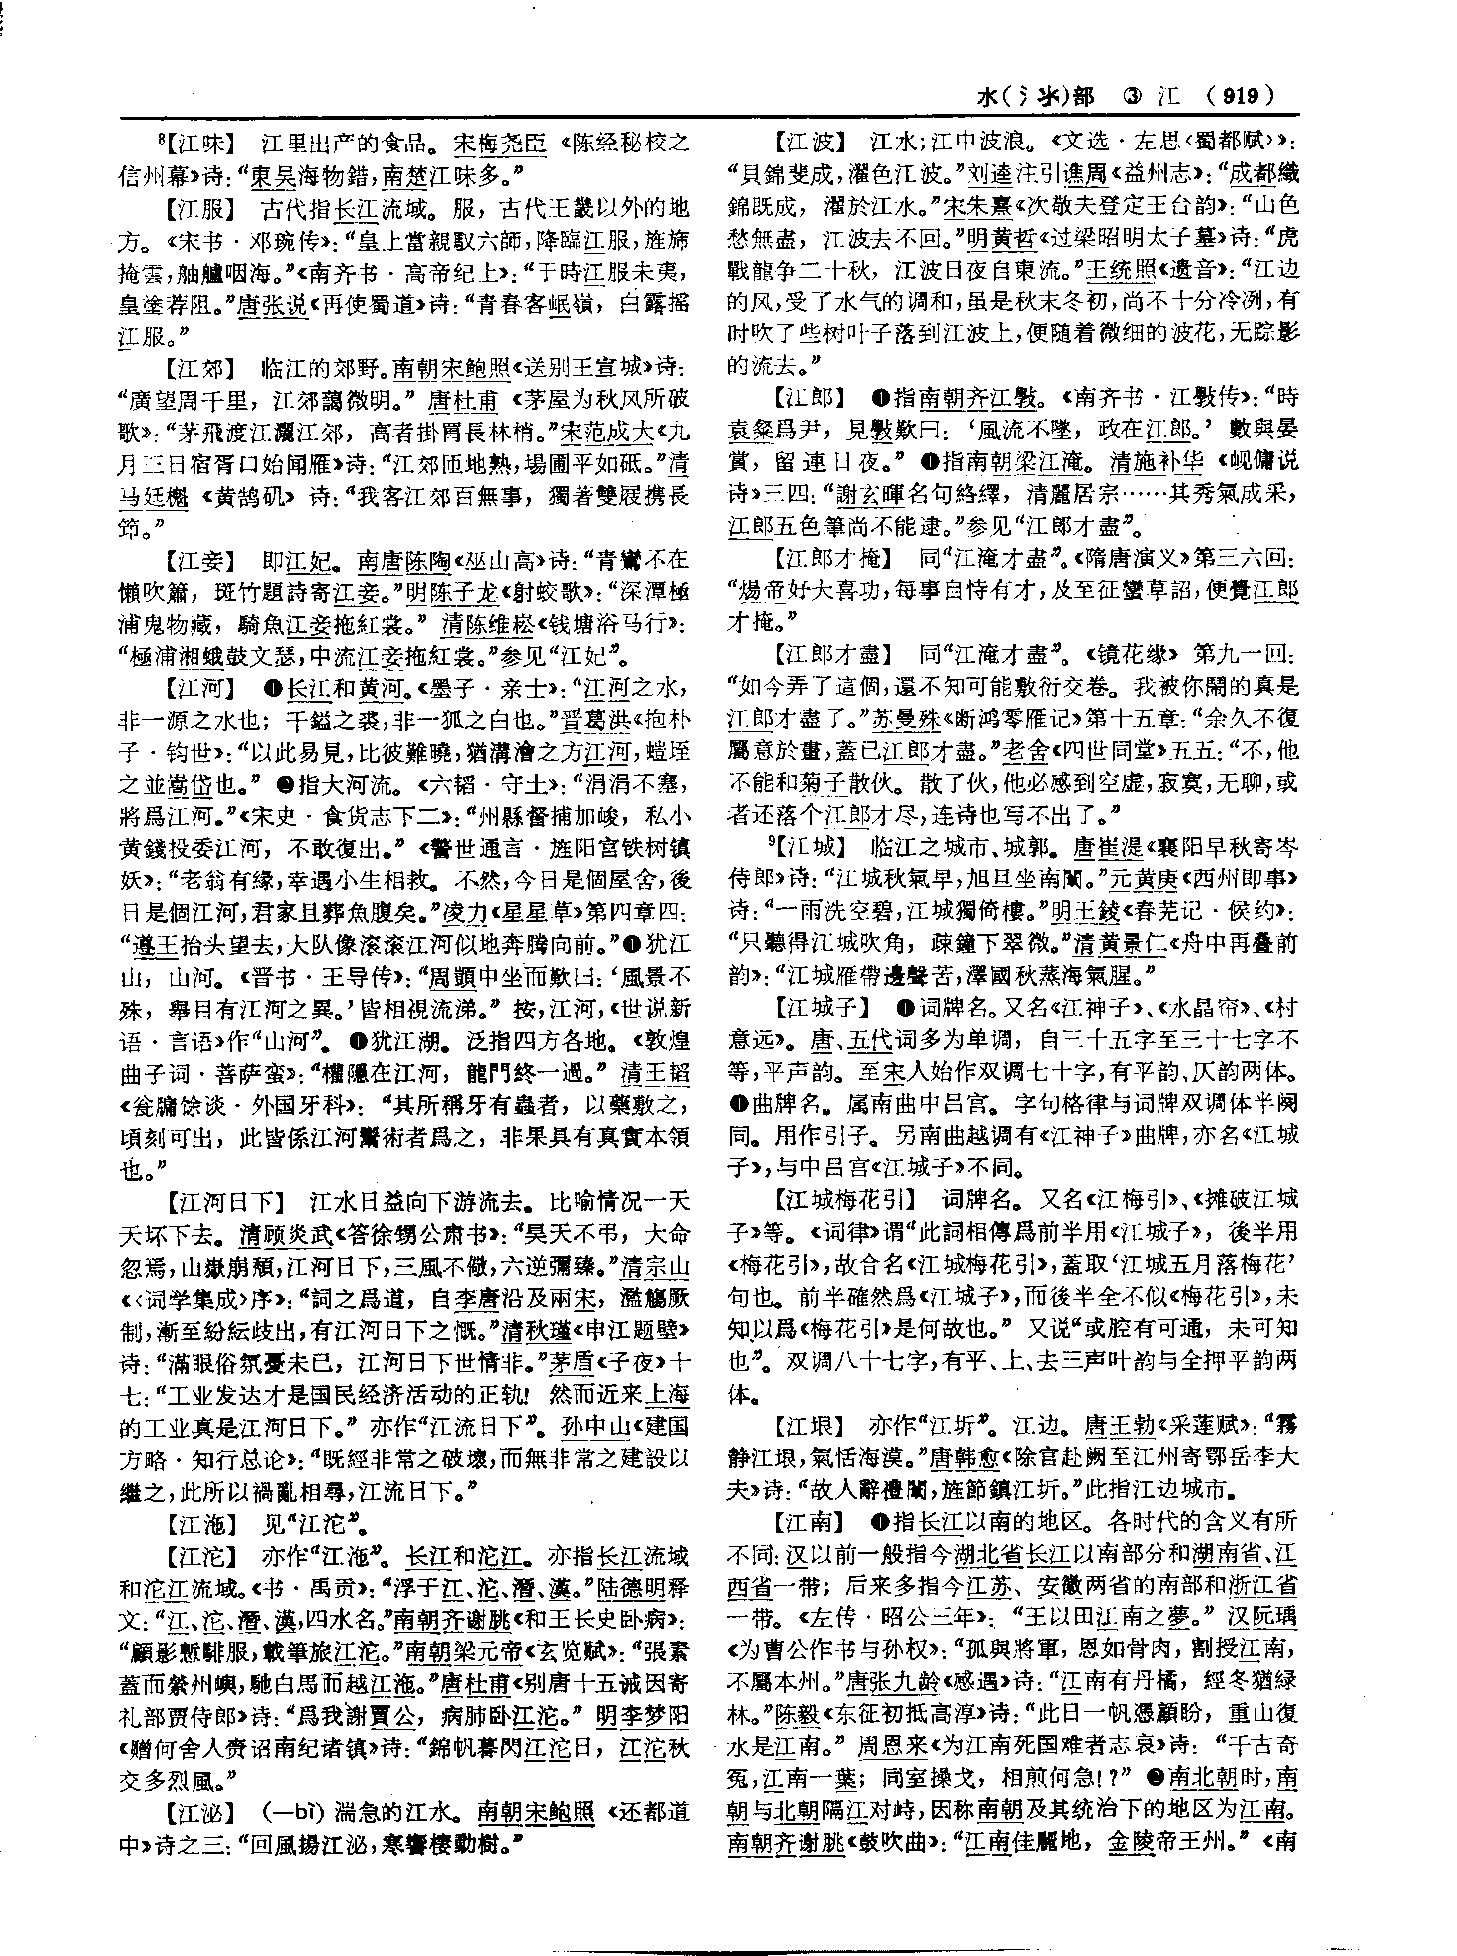 水(氵氺)部 ③ 江 (919)
⁸【江味】 江里出产的食品。宋梅尧臣《陈经秘校之
信州幕》诗:“東吴海物錯,南楚江味多。”
【江服】 古代指长江流域。服,古代王畿以外的地
方。《宋书·邓琬传》:“皇上當親馭六師,降臨江服,旌旆
掩雲,舳艫咽海。”《南齐书·高帝纪上》:“于時江服未夷,
皇塗荐阻。”唐张说《再使蜀道》诗:“青春客岷嶺,白露摇
江服。”
【江郊】 临江的郊野。南朝宋鲍照《送别王宣城》诗:
“廣望周千里,江郊藹微明。”唐杜甫《茅屋为秋风所破
歌》:“茅飛渡江灑江郊,高者掛罥長林梢。”宋范成大《九
月三日宿胥口始闻雁》诗:“江郊匝地熟,場圃平如砥。”清
马廷櫆《黄鹄矶》诗:“我客江郊百無事,獨著雙屐携長
筇。”
【江妾】 即江妃。南唐陈陶《巫山高》诗:“青鸞不在
懶吹簫,斑竹題詩寄江妾。”明陈子龙《射蛟歌》:“深潭極
浦鬼物藏,騎魚江妾拖紅裳。”清陈维崧《钱塘浴马行》:
“極浦湘娥鼓文瑟,中流江妾拖紅裳。”参见“江妃”。
【江河】 ❶长江和黄河。《墨子·亲士》:“江河之水,
非一源之水也;千鎰之裘,非一狐之白也。”晋葛洪《抱朴
子·钧世》:“以此易見,比彼難曉,猶溝澮之方江河,螘垤
之並嵩岱也。”❷指大河流。《六韬·守土》:“涓涓不塞,
將爲江河。”《宋史·食货志下二》:“州縣督捕加峻,私小
黄錢投委江河,不敢復出。”《警世通言·旌阳宫铁树镇
妖》:“老翁有缘,幸遇小生相救。不然,今日是個屋舍,後
日是個江河,君家且葬魚腹矣。”凌力《星星草》第四章四:
“遵王抬头望去,大队像滚滚江河似地奔腾向前。”❸犹江
山,山河。《晋书·王导传》:“周顗中坐而歎曰:‘風景不
殊,舉目有江河之異。’皆相視流涕。”按,江河,《世说新
语·言语》作“山河”。❹犹江湖。泛指四方各地。《敦煌
曲子词·菩萨蛮》:“權隱在江河,龍門終一過。”清王韬
《瓮牖馀谈·外国牙科》:“其所稱牙有蟲者,以藥敷之,
頃刻可出,此皆係江河鬻術者爲之,非果具有真實本領
也。”
【江河日下】 江水日益向下游流去。比喻情况一天
天坏下去。清顾炎武《答徐甥公肃书》:“昊天不弔,大命
忽焉,山嶽崩頹,江河日下,三風不儆,六逆彌臻。”清宗山
《〈词学集成〉序》:“詞之爲道,自李唐沿及兩宋,濫觴厥
制,漸至紛紜歧出,有江河日下之慨。”清秋瑾《申江题壁》
诗:“滿眼俗氛憂未已,江河日下世情非。”茅盾《子夜》十
七:“工业发达才是国民经济活动的正轨!然而近来上海
的工业真是江河日下。”亦作“江流日下”。孙中山《建国
方略·知行总论》:“既經非常之破壞,而無非常之建設以
繼之,此所以禍亂相尋,江流日下。”
【江沲】 见“江沱”。
【江沱】 亦作“江沲”。长江和沱江。亦指长江流域
和沱江流域。《书·禹贡》:“浮于江、沱、潛、漢。”陆德明释
文:“江、沱、潛、漢,四水名。”南朝齐谢朓《和王长史卧病》:
“顧影慙騑服,載筆旅江沱。”南朝梁元帝《玄览赋》:“張素
蓋而縈州嶼,馳白馬而越江沲。”唐杜甫《别唐十五诫因寄
礼部贾侍郎》诗:“爲我謝賈公,病肺卧江沱。”明李梦阳
《赠何舍人赍诏南纪诸镇》诗:“錦帆暮閃江沱日,江沱秋
交多烈風。”
【江泌】 (—bì) 湍急的江水。南朝宋鲍照《还都道
中》诗之三:“回風揚江泌,寒響棲動樹。”
【江波】 江水;江中波浪。《文选·左思〈蜀都赋〉》:
“貝錦斐成,濯色江波。”刘逵注引谯周《益州志》:“成都織
錦既成,濯於江水。”宋朱熹《次敬夫登定王台韵》:“山色
愁無盡,江波去不回。”明黄哲《过梁昭明太子墓》诗:“虎
戰龍争二十秋,江波日夜自東流。”王统照《遗音》:“江边
的风,受了水气的调和,虽是秋末冬初,尚不十分冷冽,有
时吹了些树叶子落到江波上,便随着微细的波花,无踪影
的流去。”
【江郎】 ❶指南朝齐江斅。《南齐书·江斅传》:“時
袁粲爲尹,見斅歎曰:‘風流不墜,政在江郎。’數與晏
賞,留連日夜。”❷指南朝梁江淹。清施补华《岘傭说
诗》三四:“謝玄暉名句絡繹,清麗居宗……其秀氣成采,
江郎五色筆尚不能逮。”参见“江郎才盡”。
【江郎才掩】 同“江淹才盡”。《隋唐演义》第三六回:
“煬帝好大喜功,每事自恃有才,及至征蠻草詔,便覺江郎
才掩。”
【江郎才盡】 同“江淹才盡”。《镜花缘》第九一回:
“如今弄了這個,還不知可能敷衍交卷。我被你鬧的真是
江郎才盡了。”苏曼殊《断鸿零雁记》第十五章:“余久不復
屬意於畫,蓋已江郎才盡。”老舍《四世同堂》五五:“不,他
不能和菊子散伙。散了伙,他必感到空虚,寂寞,无聊,或
者还落个江郎才尽,连诗也写不出了。”
⁹【江城】 临江之城市、城郭。唐崔湜《襄阳早秋寄岑
侍郎》诗:“江城秋氣早,旭旦坐南闈。”元黄庚《西州即事》
诗:“一雨洗空碧,江城獨倚樓。”明王錂《春芜记·候约》:
“只聽得江城吹角,疎鐘下翠微。”清黄景仁《舟中再叠前
韵》:“江城雁帶邊聲苦,澤國秋蒸海氣腥。”
【江城子】 ❶词牌名。又名《江神子》、《水晶帘》、《村
意远》。唐、五代词多为单调,自三十五字至三十七字不
等,平声韵。至宋人始作双调七十字,有平韵、仄韵两体。
❷曲牌名。属南曲中吕宫。字句格律与词牌双调体半阕
同。用作引子。另南曲越调有《江神子》曲牌,亦名《江城
子》,与中吕宫《江城子》不同。
【江城梅花引】 词牌名。又名《江梅引》、《摊破江城
子》等。《词律》谓“此詞相傳爲前半用《江城子》,後半用
《梅花引》,故合名《江城梅花引》,蓋取‘江城五月落梅花’
句也。前半確然爲《江城子》,而後半全不似《梅花引》,未
知以爲《梅花引》是何故也。”又说“或腔有可通,未可知
也”。双调八十七字,有平、上、去三声叶韵与全押平韵两
体。
【江垠】 亦作“江圻”。江边。唐王勃《采莲赋》:“霧
静江垠,氣恬海漠。”唐韩愈《除官赴阙至江州寄鄂岳李大
夫》诗:“故人辭禮闈,旌節鎮江圻。”此指江边城市。
【江南】 ❶指长江以南的地区。各时代的含义有所
不同:汉以前一般指今湖北省长江以南部分和湖南省、江
西省一带;后来多指今江苏、安徽两省的南部和浙江省
一带。《左传·昭公三年》:“王以田江南之夢。”汉阮瑀
《为曹公作书与孙权》:“孤與將軍,恩如骨肉,割授江南,
不屬本州。”唐张九龄《感遇》诗:“江南有丹橘,經冬猶緑
林。”陈毅《东征初抵高淳》诗:“此日一帆憑顧盼,重山復
水是江南。”周恩来《为江南死国难者志哀》诗:“千古奇
冤,江南一葉;同室操戈,相煎何急!?”❷南北朝时,南
朝与北朝隔江对峙,因称南朝及其统治下的地区为江南。
南朝齐谢朓《鼓吹曲》:“江南佳麗地,金陵帝王州。”《南